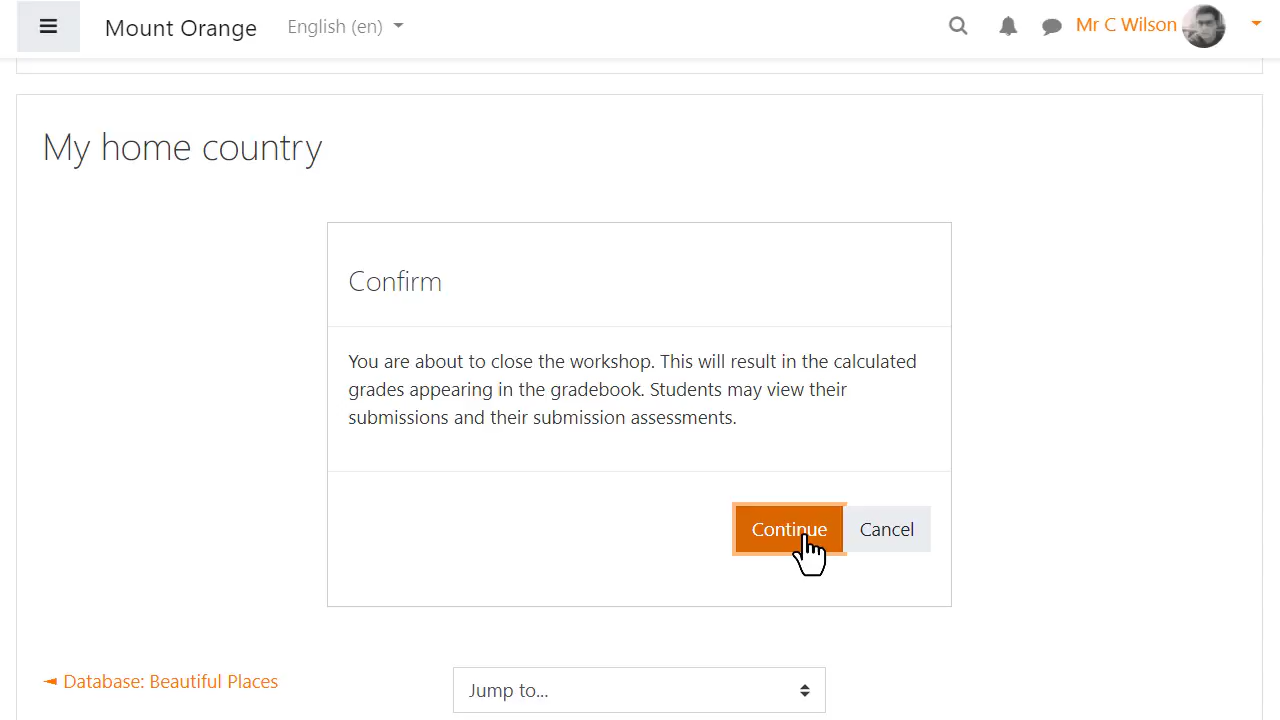 Mount Orange
English (en)
Mr C Wilson
My home country
Confirm
You are about to close the workshop. This will result in the calculated
grades appearing in the gradebook. Students may view their
submissions and their submission assessments.
Continue
Cancel
◄ Database: Beautiful Places
Jump to...